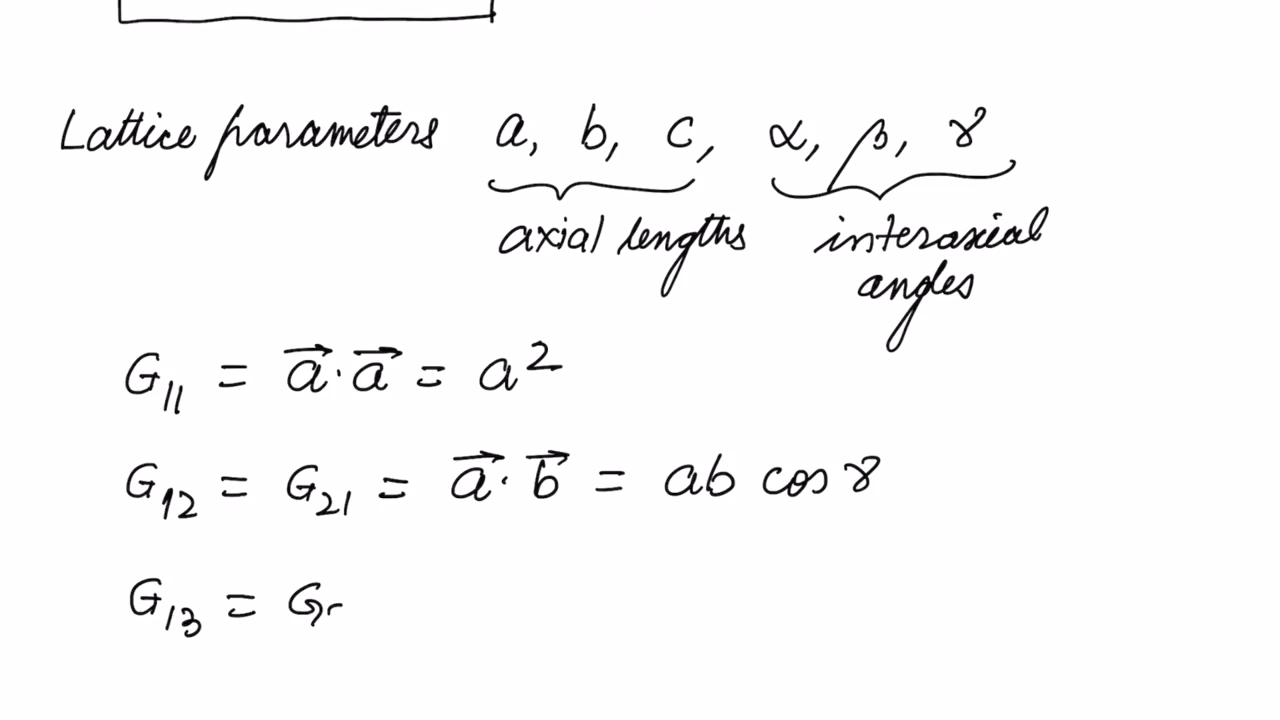 Lattice parameters a, b, c, α, β, γ
axial lengths interaxial
angles
G₁₁ = a⃗·a⃗ = a²
G₁₂ = G₂₁ = a⃗·b⃗ = ab cos γ
G₁₃ = G